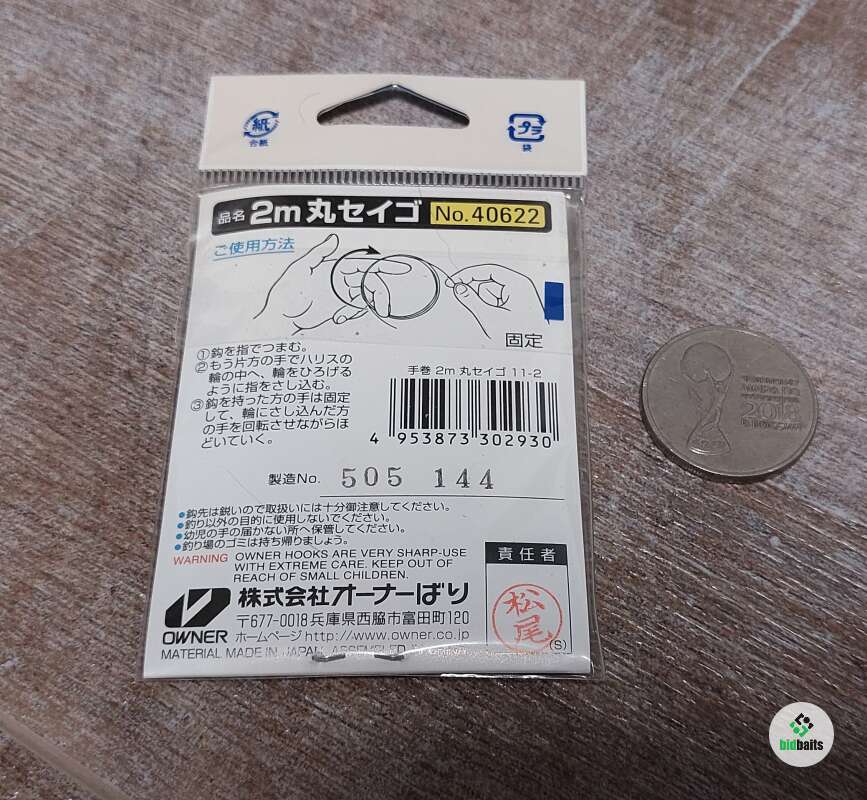 紙
台紙
プラ
袋
品名 2m 丸セイゴ No.40622
ご使用方法
固定
①鈎を指でつまむ。
②もう片方の手でハリスの
輪の中へ、輪をひろげる
ように指をさし込む。
③鈎を持った方の手は固定
して、輪にさし込んだ方
の手を回転させながらほ
どいていく。
手巻 2m 丸セイゴ 11-2
4 953873 302930
製造No. 505 144
●鈎先は鋭いので取扱いには十分御注意してください。
●釣り以外の目的に使用しないでください。
●幼児の手の届かない所へ保管してください。
●釣り場のゴミは持ち帰りましょう。
WARNING OWNER HOOKS ARE VERY SHARP-USE
WITH EXTREME CARE. KEEP OUT OF
REACH OF SMALL CHILDREN.
責任者
松尾
(S)
OWNER
株式会社オーナーばり
〒677-0018 兵庫県西脇市富田町120
ホームページ http://www.owner.co.jp
MATERIAL MADE IN JAPAN, ASSEMBLED
2018
bidbaits